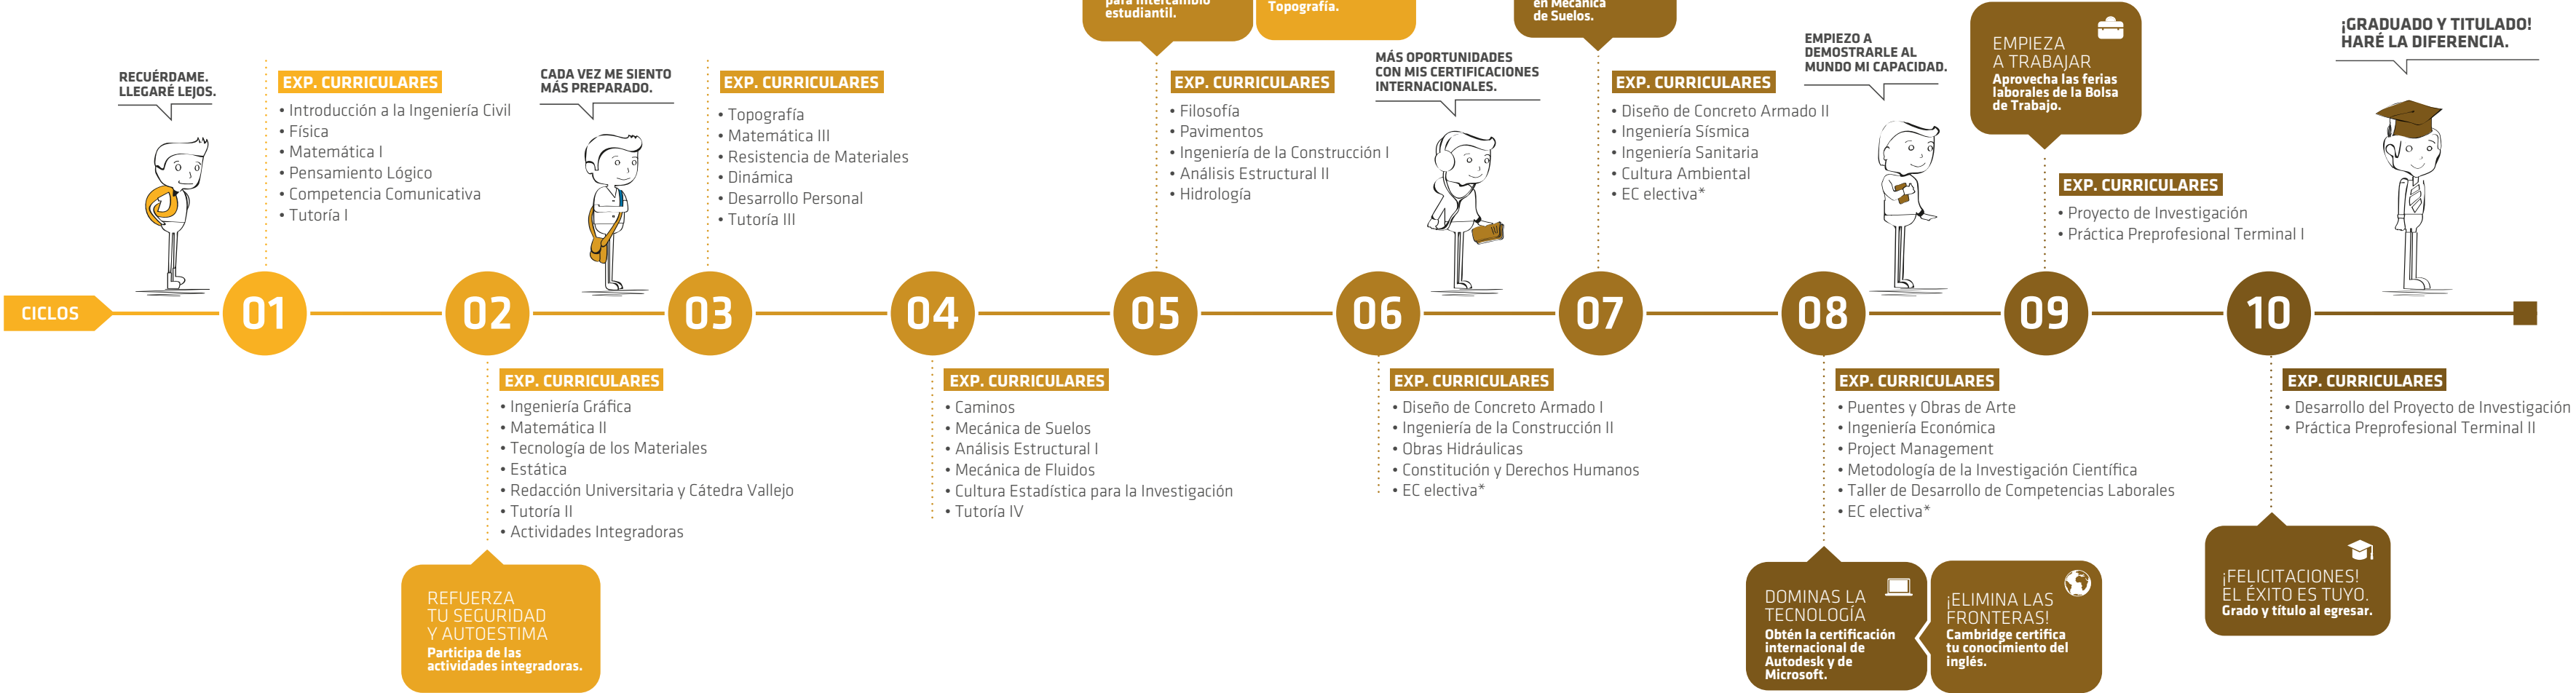 para intercambio
estudiantil.
Topografía.
en Mecánica
de Suelos.
RECUÉRDAME.
LLEGARÉ LEJOS.
EXP. CURRICULARES
• Introducción a la Ingeniería Civil
• Física
• Matemática I
• Pensamiento Lógico
• Competencia Comunicativa
• Tutoría I
CADA VEZ ME SIENTO
MÁS PREPARADO.
EXP. CURRICULARES
• Topografía
• Matemática III
• Resistencia de Materiales
• Dinámica
• Desarrollo Personal
• Tutoría III
EXP. CURRICULARES
• Filosofía
• Pavimentos
• Ingeniería de la Construcción I
• Análisis Estructural II
• Hidrología
MÁS OPORTUNIDADES
CON MIS CERTIFICACIONES
INTERNACIONALES.
EXP. CURRICULARES
• Diseño de Concreto Armado II
• Ingeniería Sísmica
• Ingeniería Sanitaria
• Cultura Ambiental
• EC electiva*
EMPIEZO A
DEMOSTRARLE AL
MUNDO MI CAPACIDAD.
EMPIEZA
A TRABAJAR
Aprovecha las ferias
laborales de la Bolsa
de Trabajo.
EXP. CURRICULARES
• Proyecto de Investigación
• Práctica Preprofesional Terminal I
¡GRADUADO Y TITULADO!
HARÉ LA DIFERENCIA.
CICLOS
01
02
03
04
05
06
07
08
09
10
EXP. CURRICULARES
• Ingeniería Gráfica
• Matemática II
• Tecnología de los Materiales
• Estática
• Redacción Universitaria y Cátedra Vallejo
• Tutoría II
• Actividades Integradoras
REFUERZA
TU SEGURIDAD
Y AUTOESTIMA
Participa de las
actividades integradoras.
EXP. CURRICULARES
• Caminos
• Mecánica de Suelos
• Análisis Estructural I
• Mecánica de Fluidos
• Cultura Estadística para la Investigación
• Tutoría IV
EXP. CURRICULARES
• Diseño de Concreto Armado I
• Ingeniería de la Construcción II
• Obras Hidráulicas
• Constitución y Derechos Humanos
• EC electiva*
EXP. CURRICULARES
• Puentes y Obras de Arte
• Ingeniería Económica
• Project Management
• Metodología de la Investigación Científica
• Taller de Desarrollo de Competencias Laborales
• EC electiva*
DOMINAS LA
TECNOLOGÍA
Obtén la certificación
internacional de
Autodesk y de
Microsoft.
¡ELIMINA LAS
FRONTERAS!
Cambridge certifica
tu conocimiento del
inglés.
EXP. CURRICULARES
• Desarrollo del Proyecto de Investigación
• Práctica Preprofesional Terminal II
¡FELICITACIONES!
EL ÉXITO ES TUYO.
Grado y título al egresar.